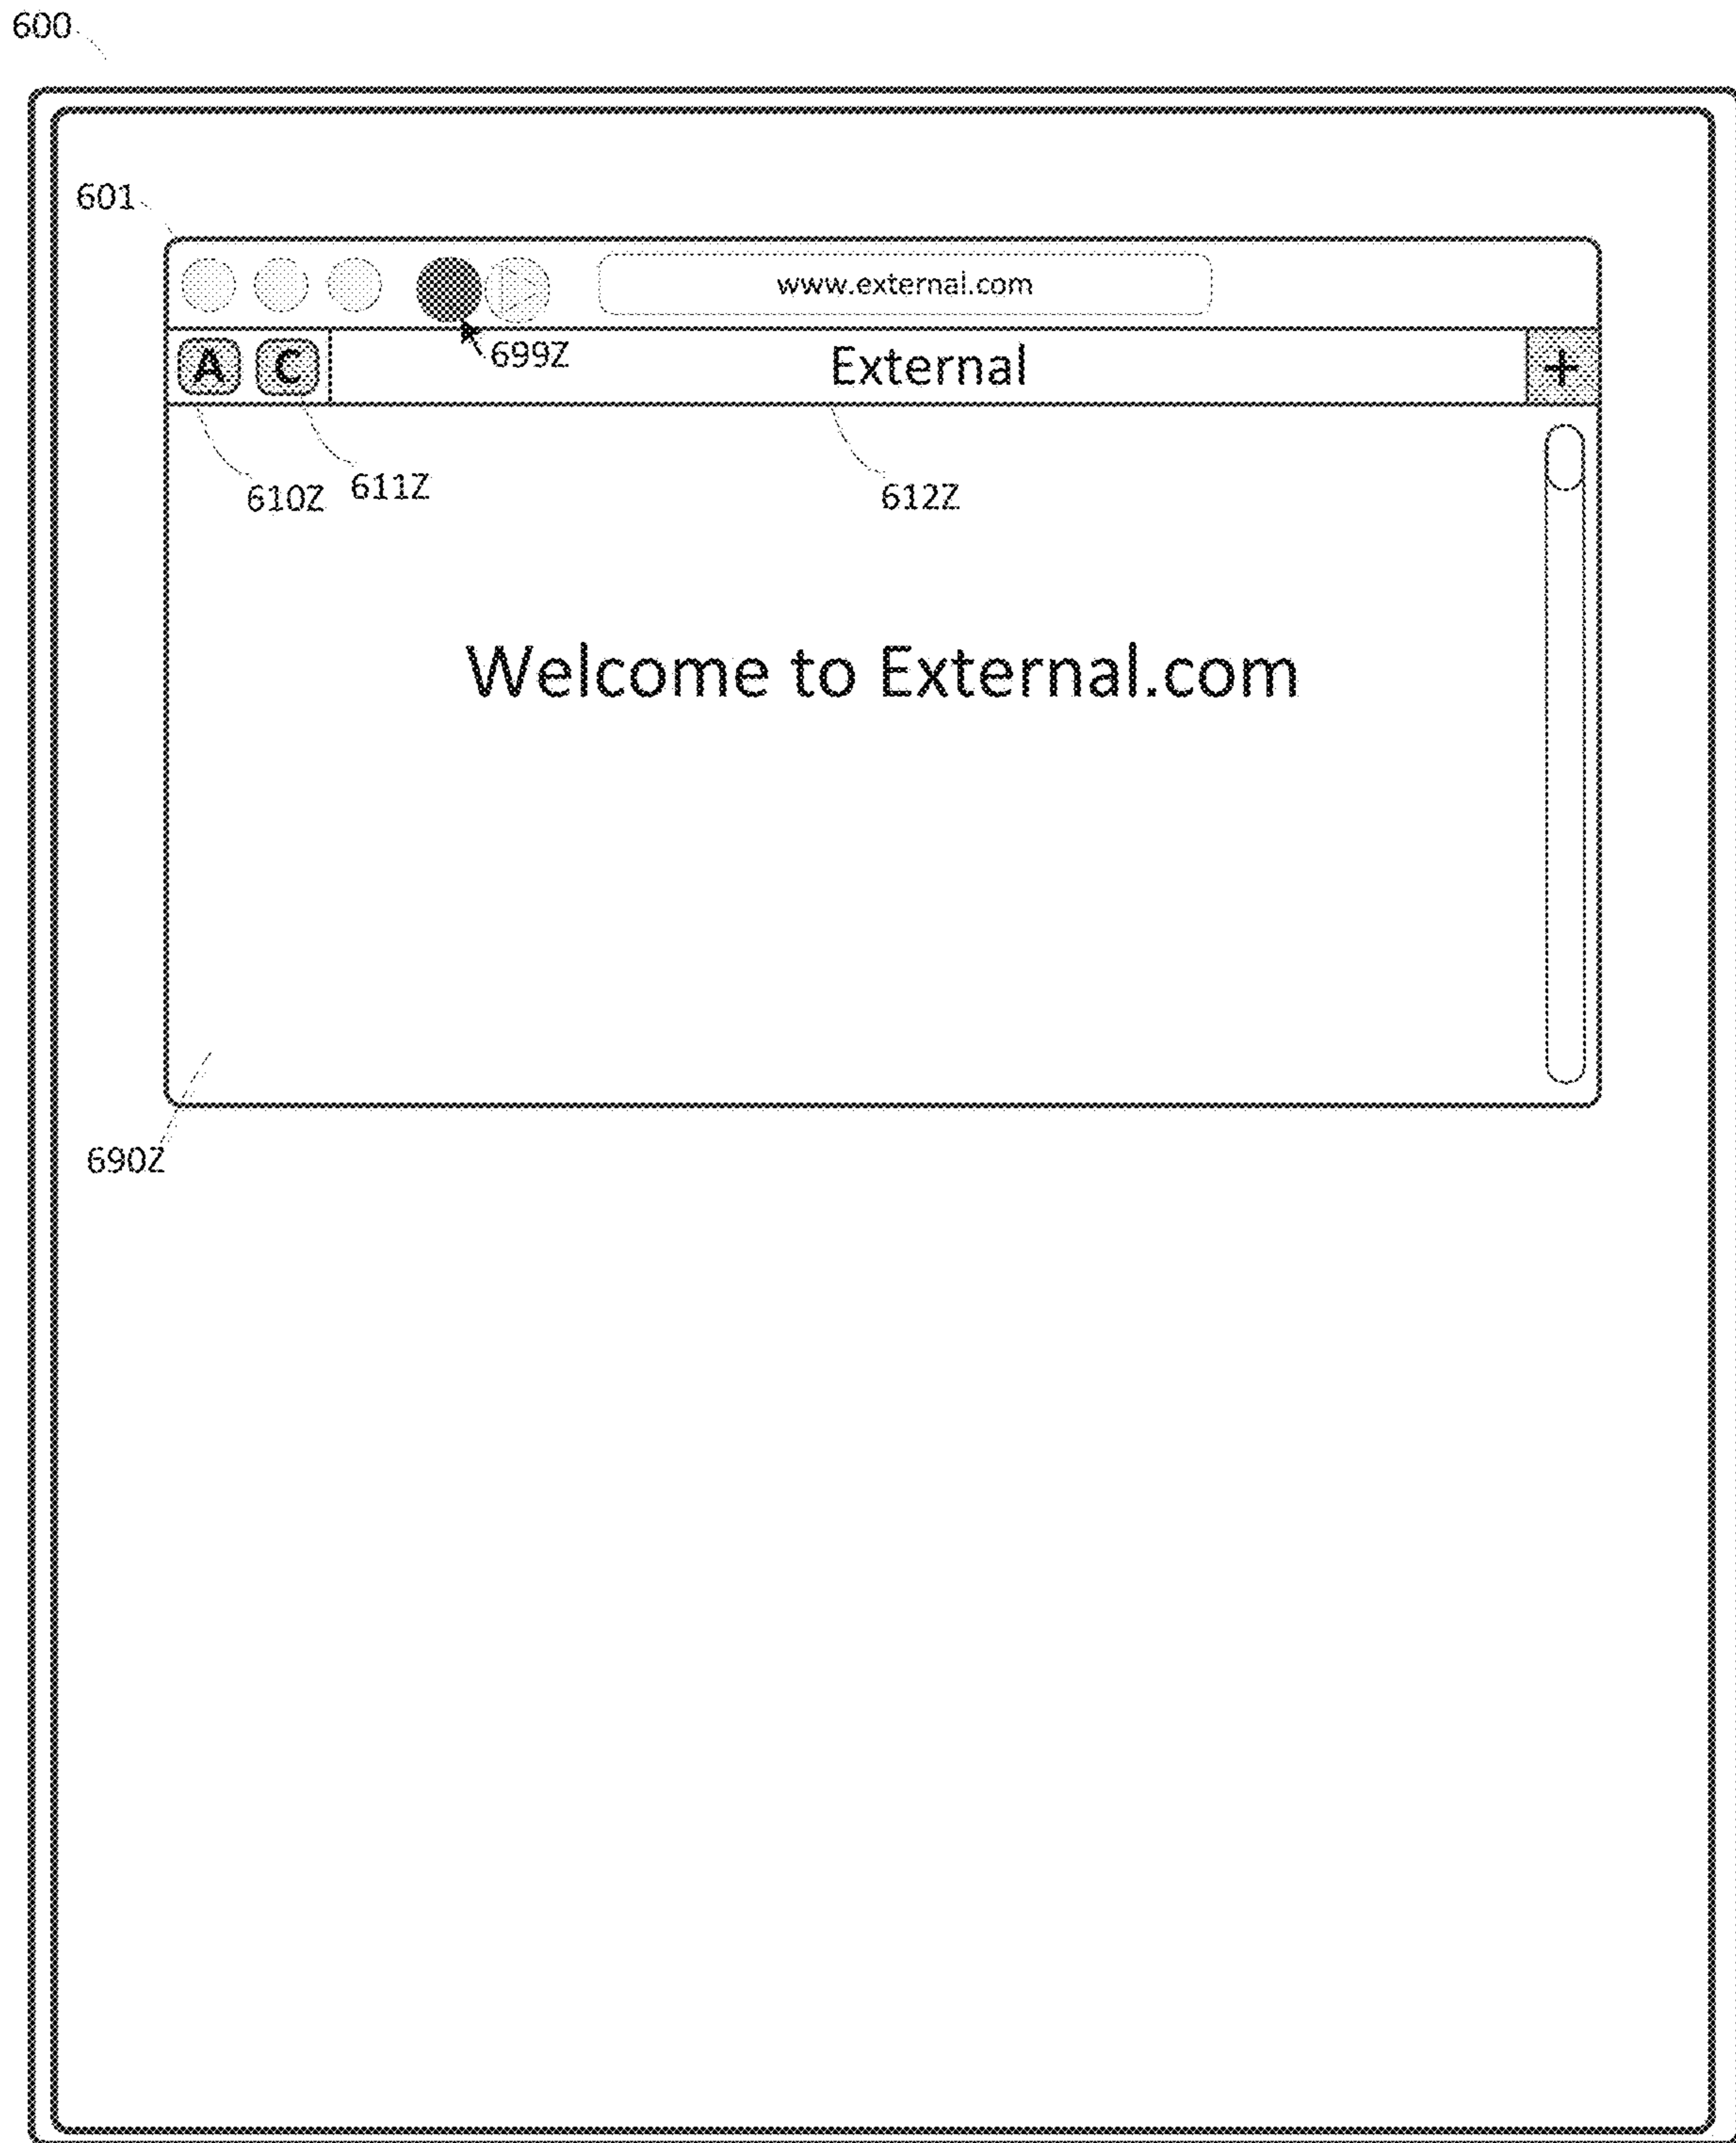 600
601
www.external.com
699Z
A C External +
610Z 611Z 612Z
Welcome to External.com
690Z